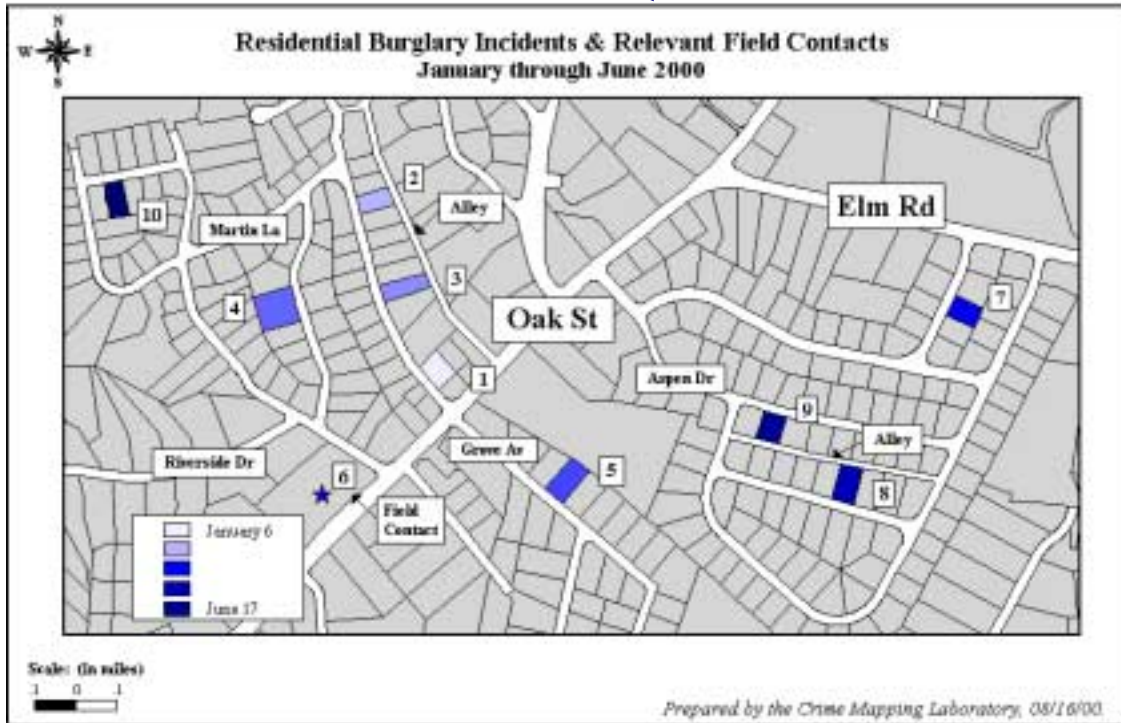 N
W E
S
Residential Burglary Incidents & Relevant Field Contacts
January through June 2000
2
Alley
10
Martin La
Elm Rd
3
4
7
Oak St
1
Aspen Dr
9
Alley
Grove Av
Riverside Dr
5
6
8
Field
Contact
January 6
June 17
Scale: (in miles)
.1 0 .1
Prepared by the Crime Mapping Laboratory, 08/16/00